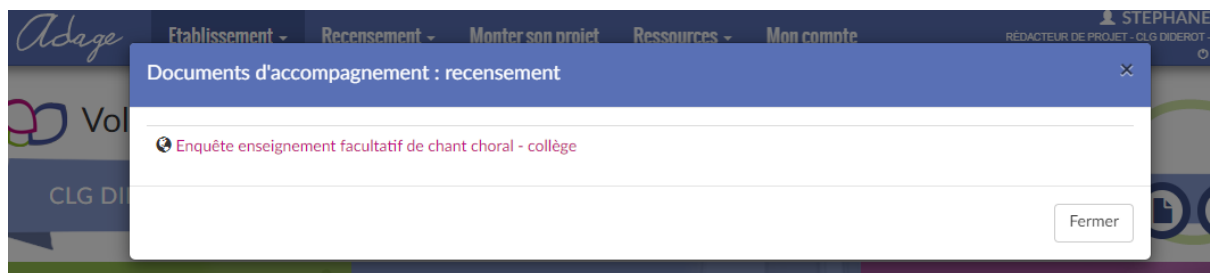 Adage
Etablissement Recensement Monter son projet Ressources Mon compte
STEPHANE
RÉDACTEUR DE PROJET - CLG DIDEROT -
Documents d'accompagnement : recensement ×
Vol
Enquête enseignement facultatif de chant choral - collège
CLG DI
Fermer